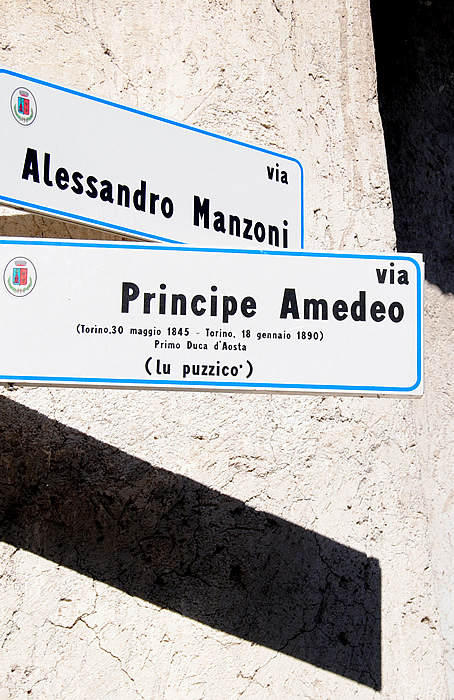 via
Alessandro Manzoni
via
Principe Amedeo
(Torino.30 maggio 1845 - Torino, 18 gennaio 1890)
Primo Duca d'Aosta
(lu puzzico')